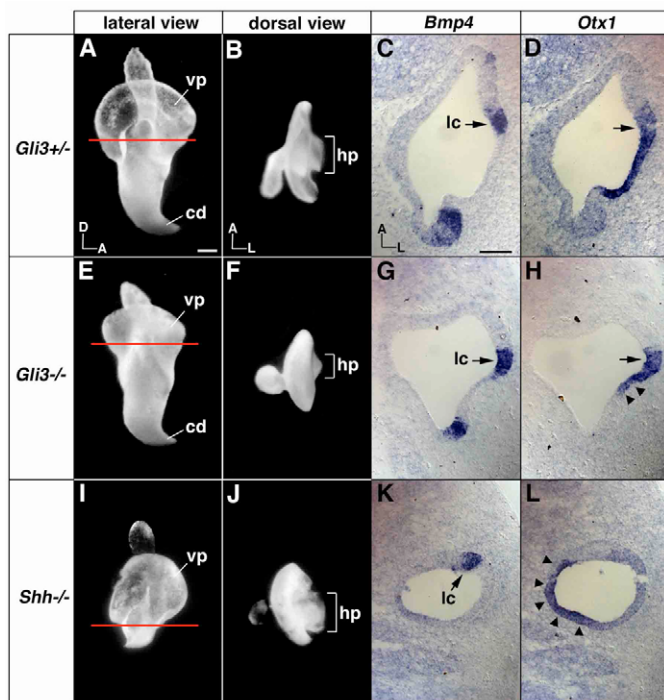 lateral view dorsal view Bmp4 Otx1
Gli3+/-
A vp cd D A
B hp A L
C lc A L
D
Gli3-/-
E vp cd
F hp
G lc
H
Shh-/-
I vp
J hp
K lc
L